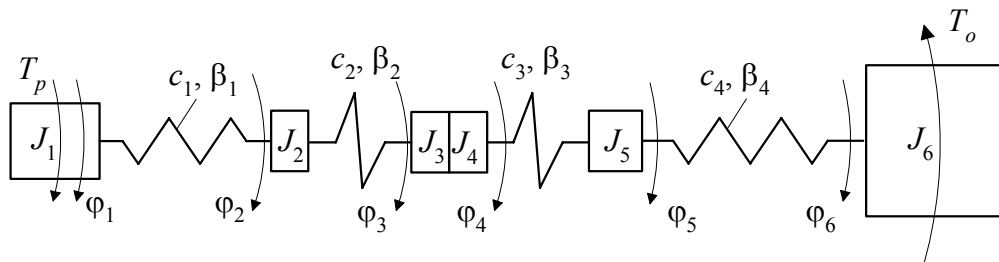 T_o
c_2, β_2
c_3, β_3
T_p
c_1, β_1
c_4, β_4
J_1
J_2
J_3
J_4
J_5
J_6
φ_1
φ_2
φ_3
φ_4
φ_5
φ_6